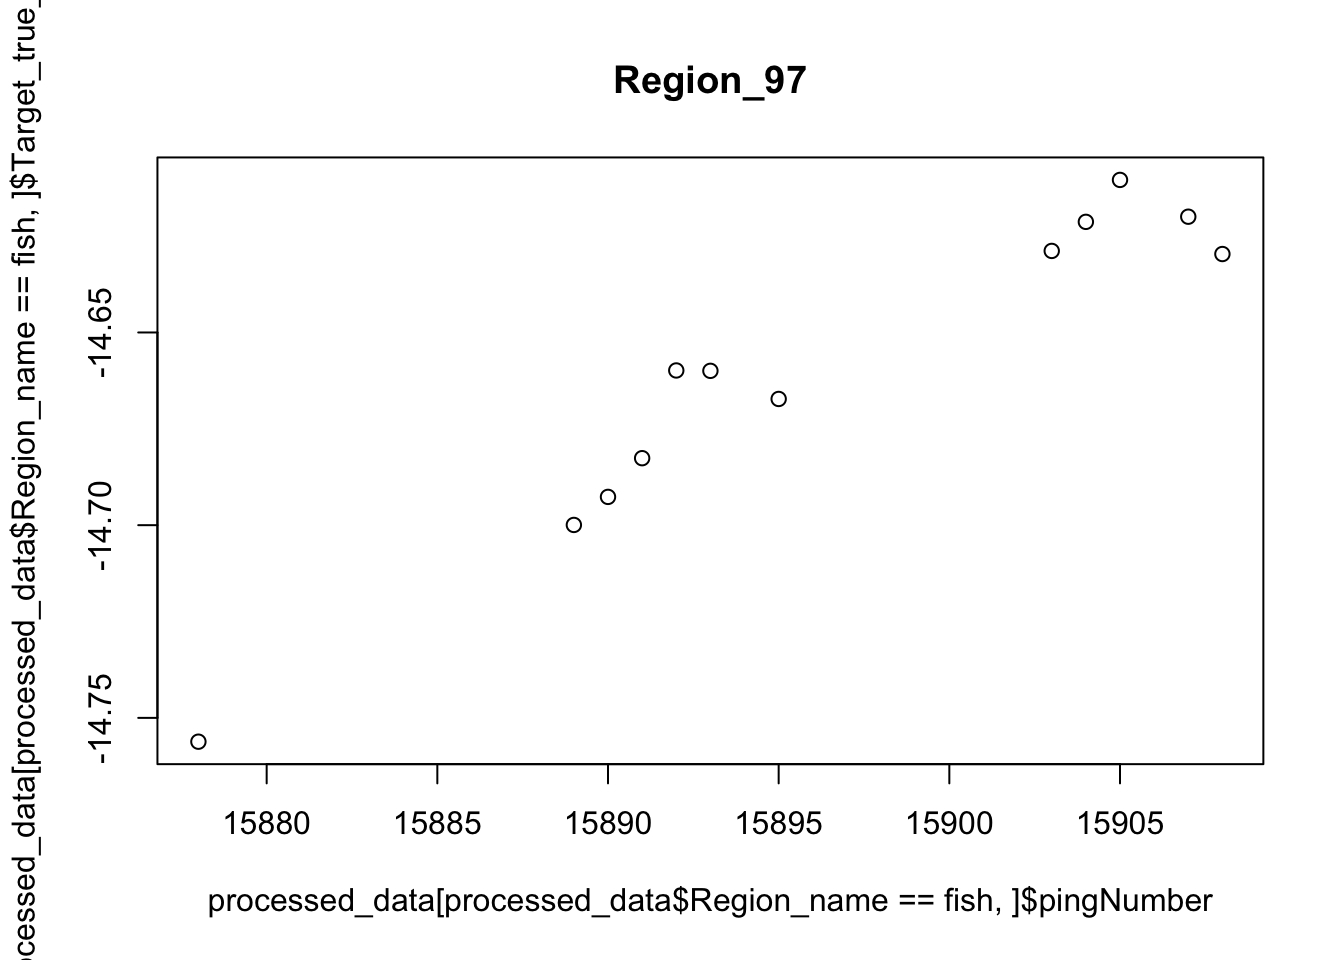 Region_97
processed_data[processed_data$Region_name == fish, ]$Target_true_
-14.65
-14.70
-14.75
15880 15885 15890 15895 15900 15905
processed_data[processed_data$Region_name == fish, ]$pingNumber